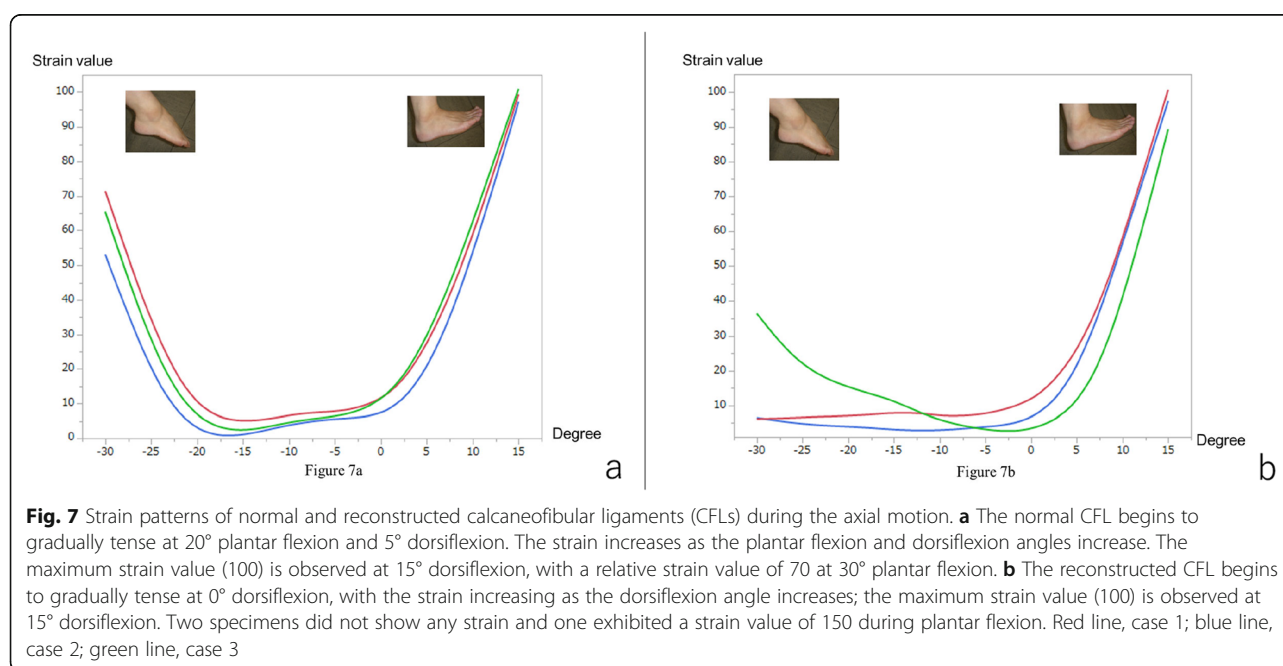 Strain value
100
90
80
70
60
50
40
30
20
10
0
-30 -25 -20 -15 -10 -5 0 5 10 15
Degree
Figure 7a
a
Strain value
100
90
80
70
60
50
40
30
20
10
0
-30 -25 -20 -15 -10 -5 0 5 10 15
Degree
Figure 7b
b
Fig. 7 Strain patterns of normal and reconstructed calcaneofibular ligaments (CFLs) during the axial motion. a The normal CFL begins to
gradually tense at 20° plantar flexion and 5° dorsiflexion. The strain increases as the plantar flexion and dorsiflexion angles increase. The
maximum strain value (100) is observed at 15° dorsiflexion, with a relative strain value of 70 at 30° plantar flexion. b The reconstructed CFL begins
to gradually tense at 0° dorsiflexion, with the strain increasing as the dorsiflexion angle increases; the maximum strain value (100) is observed at
15° dorsiflexion. Two specimens did not show any strain and one exhibited a strain value of 150 during plantar flexion. Red line, case 1; blue line,
case 2; green line, case 3